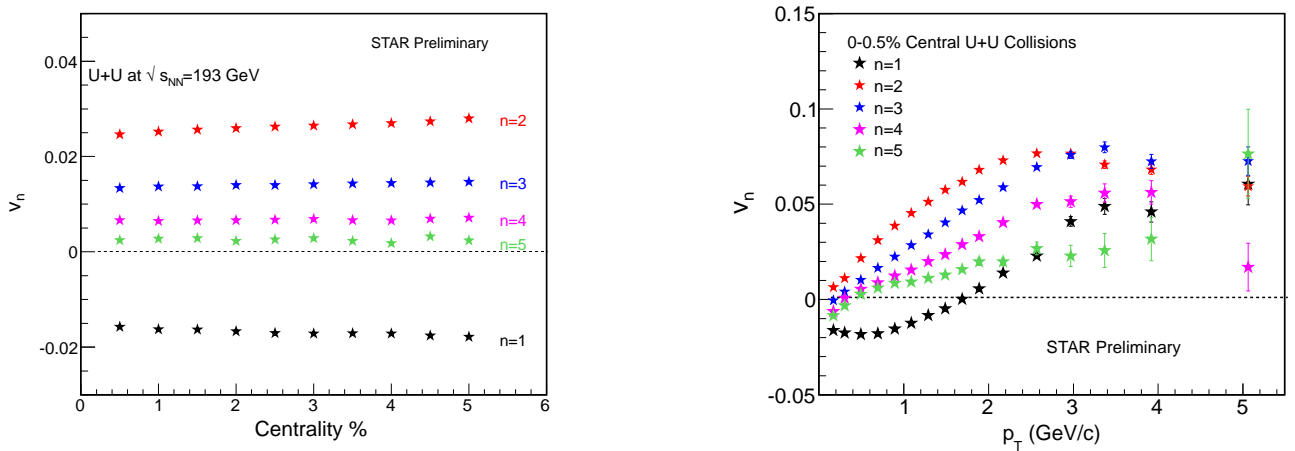 STAR Preliminary
U+U at √ s_NN=193 GeV
0.04
0.02
0
-0.02
v_n
n=2
n=3
n=4
n=5
n=1
0 1 2 3 4 5 6
Centrality %
0.15
0.1
0.05
0
-0.05
v_n
0-0.5% Central U+U Collisions
n=1
n=2
n=3
n=4
n=5
STAR Preliminary
1 2 3 4 5
p_T (GeV/c)